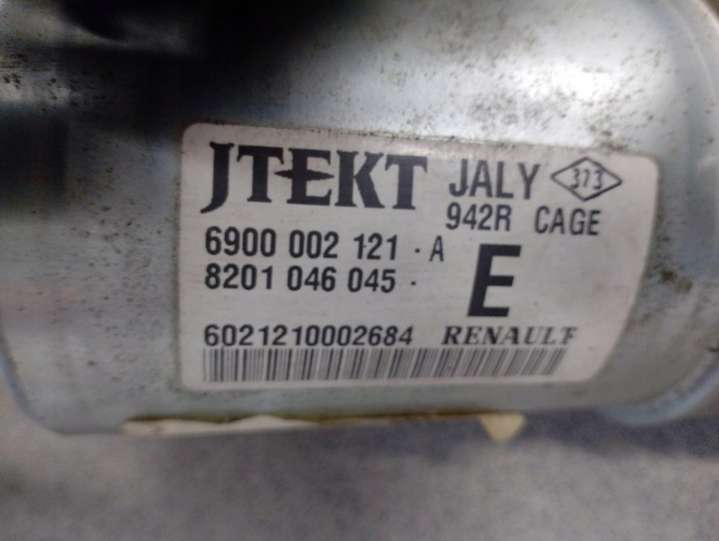 JTEKT JALY 373
942R CAGE
6900 002 121 · A
8201 046 045 · E
6021210002684 RENAULT